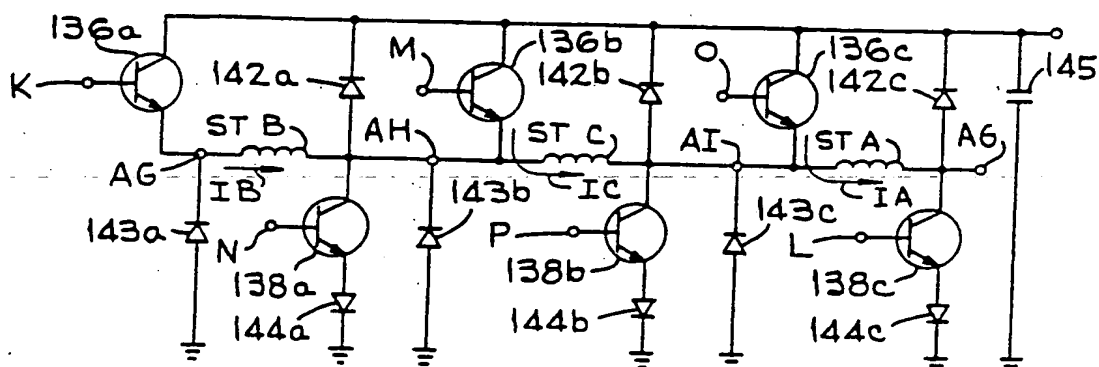 136a
M
136b
O
136c
K
142a
142b
142c
145
ST B
AH
ST C
AI
ST A
AG
AG
IB
143b
IC
143c
IA
143a
N
P
L
138a
138b
138c
144a
144b
144c